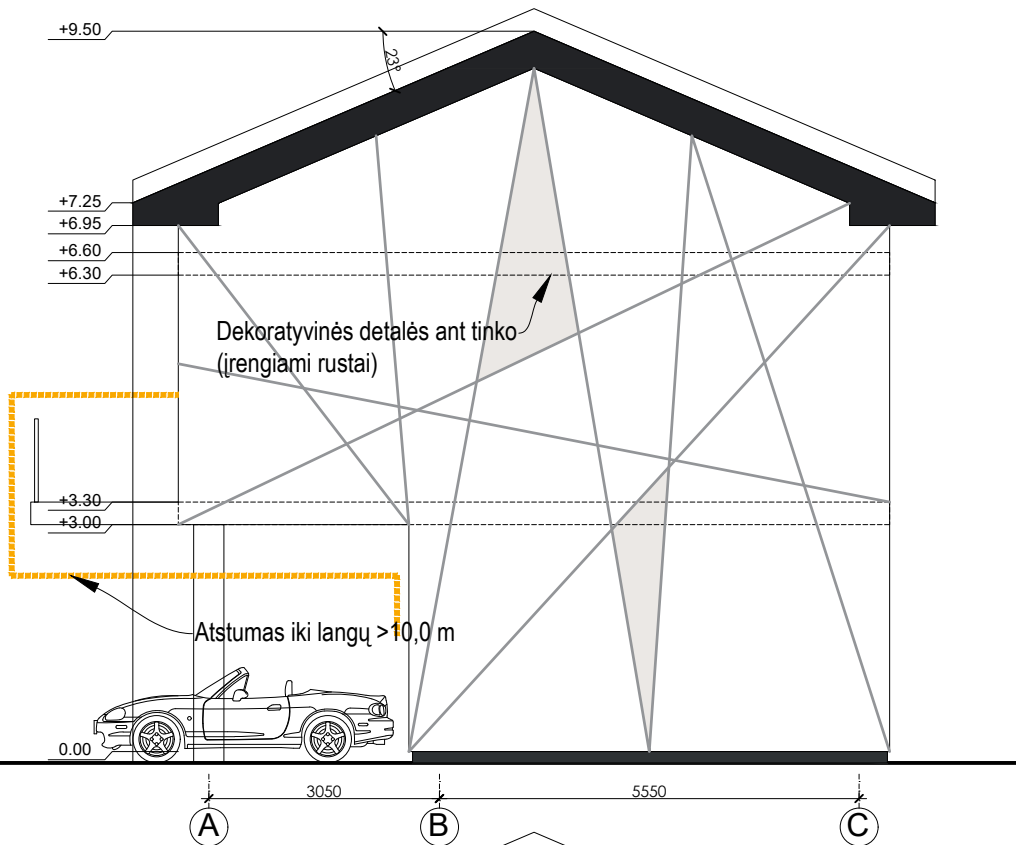 +9.50
23°
+7.25
+6.95
+6.60
+6.30
Dekoratyvinės detalės ant tinko
(įrengiami rustai)
+3.30
+3.00
Atstumas iki langų >10,0 m
0.00
3050
5550
A
B
C